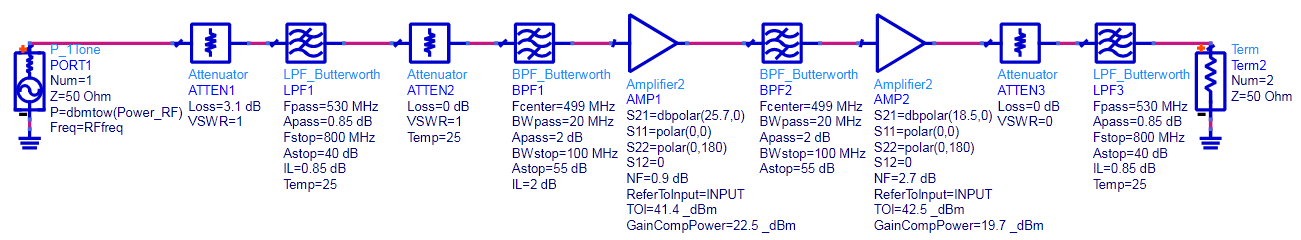 P_1Tone
PORT1
Num=1
Z=50 Ohm
P=dbmtow(Power_RF)
Freq=RFfreq
Attenuator
ATTEN1
Loss=3.1 dB
VSWR=1
LPF_Butterworth
LPF1
Fpass=530 MHz
Apass=0.85 dB
Fstop=800 MHz
Astop=40 dB
IL=0.85 dB
Temp=25
Attenuator
ATTEN2
Loss=0 dB
VSWR=1
Temp=25
BPF_Butterworth
BPF1
Fcenter=499 MHz
BWpass=20 MHz
Apass=2 dB
BWstop=100 MHz
Astop=55 dB
IL=2 dB
Amplifier2
AMP1
S21=dbpolar(25.7,0)
S11=polar(0,0)
S22=polar(0,180)
S12=0
NF=0.9 dB
ReferToInput=INPUT
TOI=41.4 _dBm
GainCompPower=22.5 _dBm
BPF_Butterworth
BPF2
Fcenter=499 MHz
BWpass=20 MHz
Apass=2 dB
BWstop=100 MHz
Astop=55 dB
Amplifier2
AMP2
S21=dbpolar(18.5,0)
S11=polar(0,0)
S22=polar(0,180)
S12=0
NF=2.7 dB
ReferToInput=INPUT
TOI=42.5 _dBm
GainCompPower=19.7 _dBm
Attenuator
ATTEN3
Loss=0 dB
VSWR=0
LPF_Butterworth
LPF3
Fpass=530 MHz
Apass=0.85 dB
Fstop=800 MHz
Astop=40 dB
IL=0.85 dB
Temp=25
Term
Term2
Num=2
Z=50 Ohm